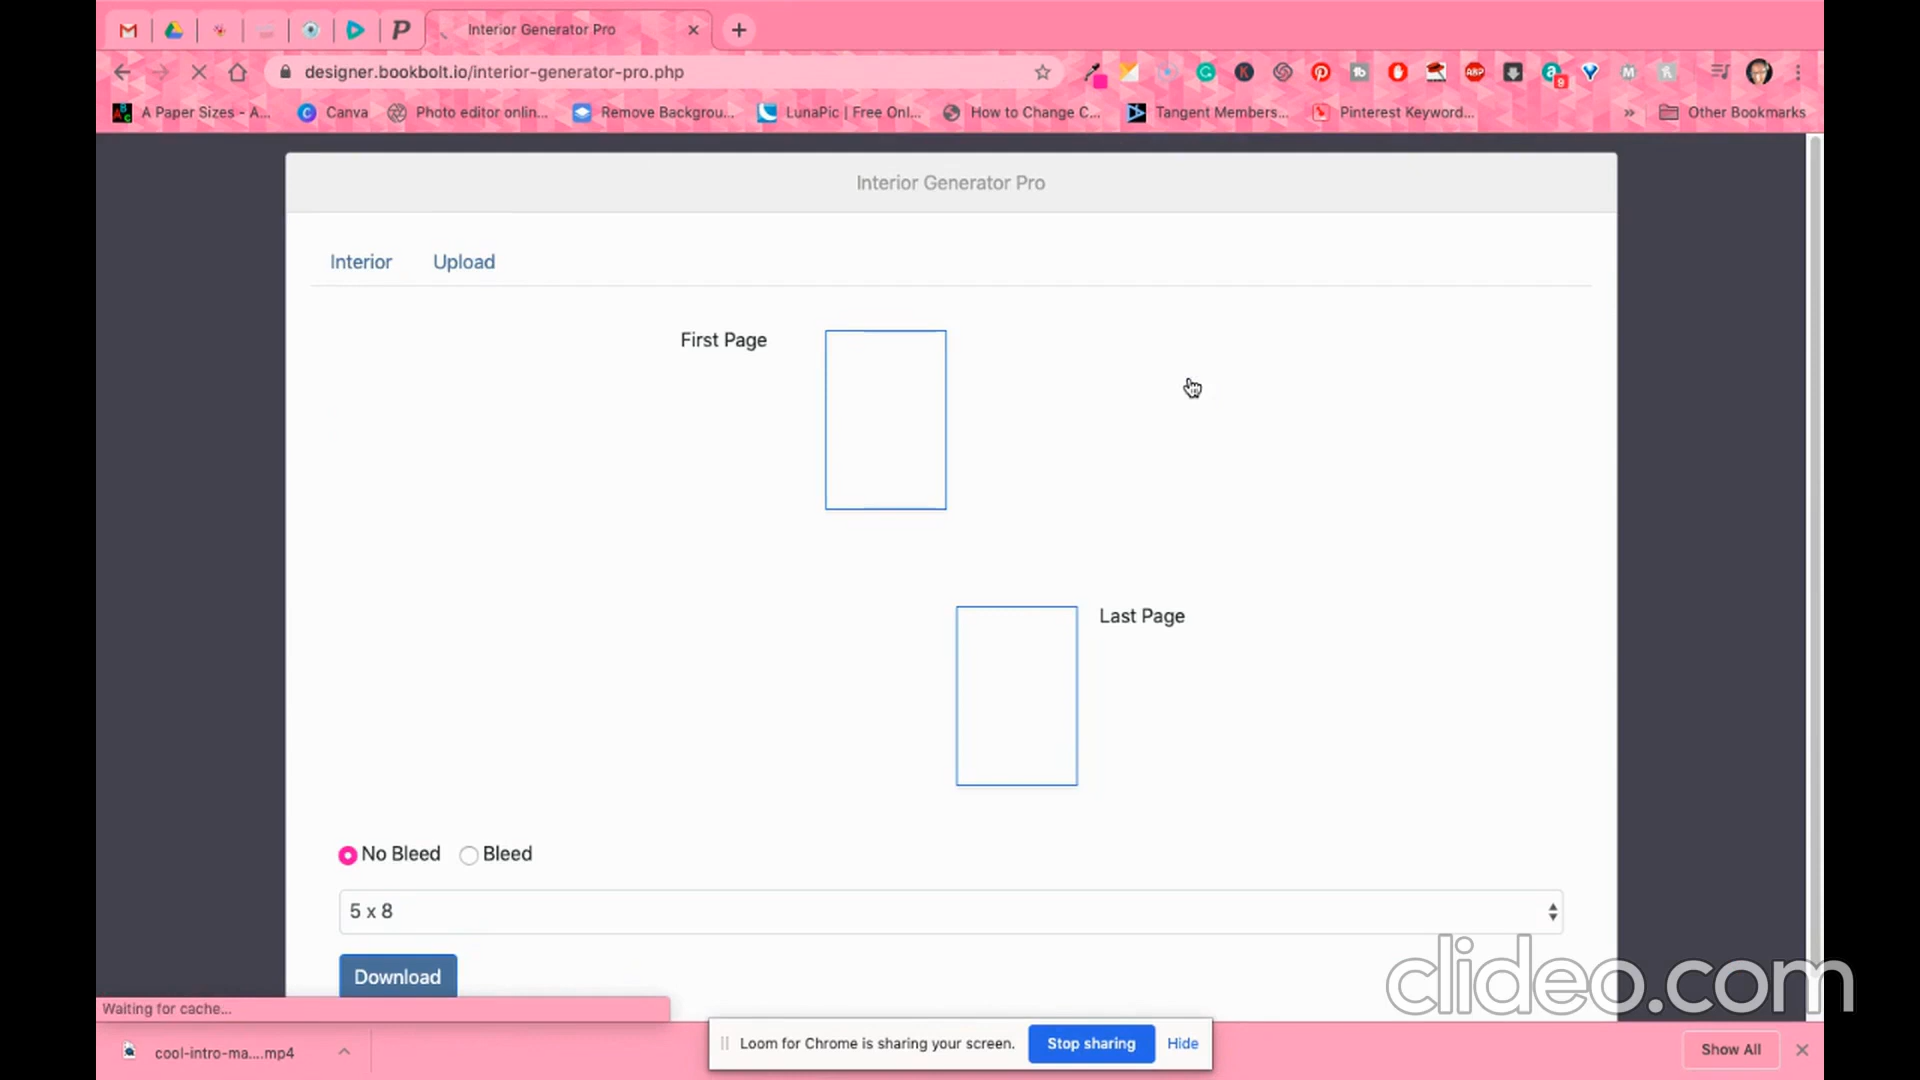 Interior Generator Pro
designer.bookbolt.io/interior-generator-pro.php
ABP
9
A Paper Sizes - A...
Canva
Photo editor onlin...
Remove Backgrou...
LunaPic | Free Onl...
How to Change C...
Tangent Members...
Pinterest Keyword...
»
Other Bookmarks
Interior Generator Pro
Interior Upload
First Page
Last Page
No Bleed Bleed
5 x 8
Download
clideo.com
Waiting for cache...
Loom for Chrome is sharing your screen. Stop sharing Hide
cool-intro-ma....mp4
Show All